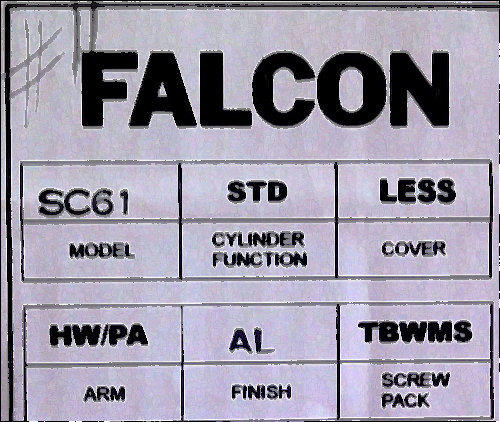 FALCON
SC61 STD LESS
MODEL CYLINDER FUNCTION COVER
HW/PA AL TBWMS
ARM FINISH SCREW PACK